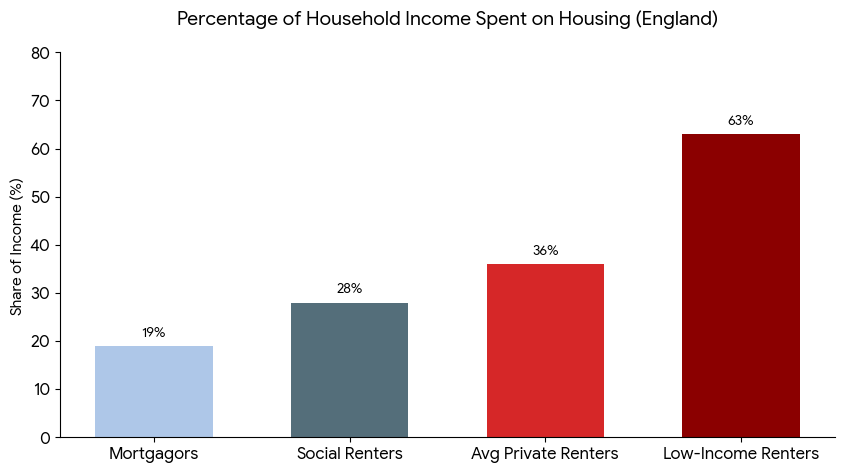 Percentage of Household Income Spent on Housing (England)
Share of Income (%)
80
70
60
50
40
30
20
10
0
19%
28%
36%
63%
Mortgagors
Social Renters
Avg Private Renters
Low-Income Renters